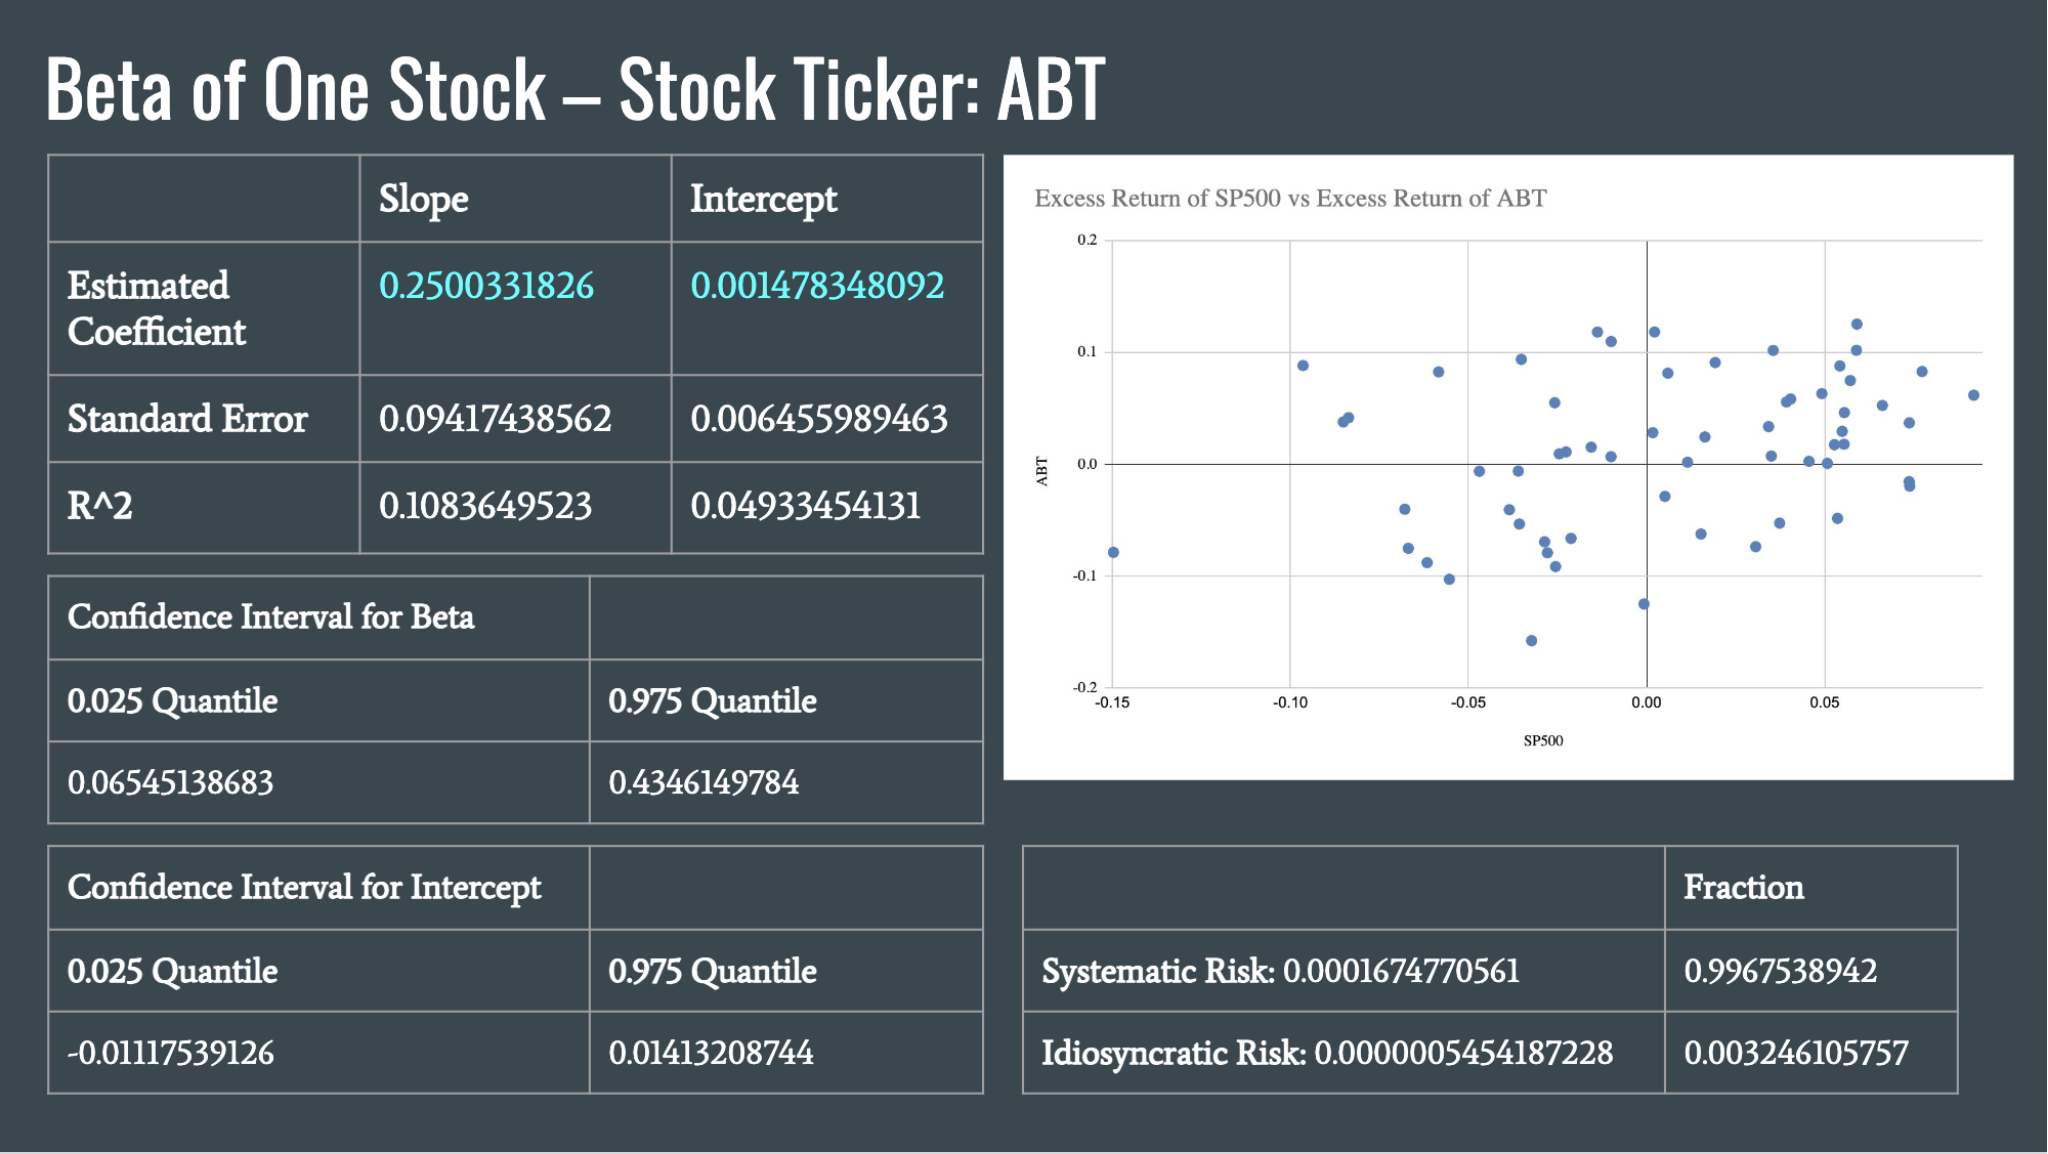 Beta of One Stock – Stock Ticker: ABT
Slope Intercept
Estimated
Coefficient
0.2500331826 0.001478348092
Standard Error 0.09417438562 0.006455989463
R^2 0.1083649523 0.04933454131
Confidence Interval for Beta
0.025 Quantile 0.975 Quantile
0.06545138683 0.4346149784
Confidence Interval for Intercept
0.025 Quantile 0.975 Quantile
-0.01117539126 0.01413208744
Excess Return of SP500 vs Excess Return of ABT
0.2
0.1
0.0
-0.1
-0.2
ABT
-0.15 -0.10 -0.05 0.00 0.05
SP500
Fraction
Systematic Risk: 0.0001674770561 0.9967538942
Idiosyncratic Risk: 0.0000005454187228 0.003246105757